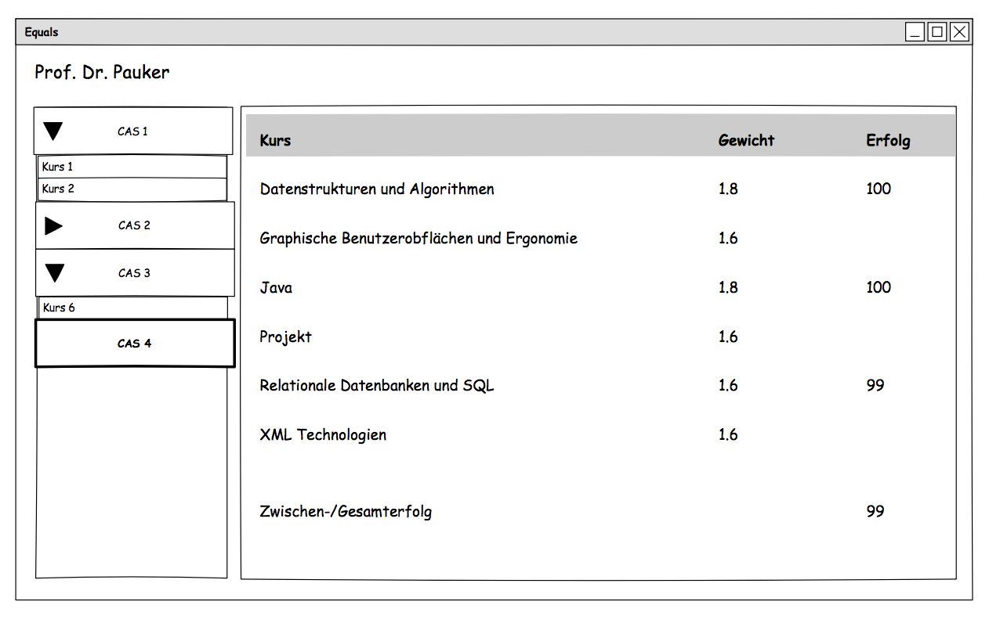 Equals
Prof. Dr. Pauker
CAS 1
Kurs 1
Kurs 2
CAS 2
CAS 3
Kurs 6
CAS 4
Kurs Gewicht Erfolg
Datenstrukturen und Algorithmen 1.8 100
Graphische Benutzerobflächen und Ergonomie 1.6
Java 1.8 100
Projekt 1.6
Relationale Datenbanken und SQL 1.6 99
XML Technologien 1.6
Zwischen-/Gesamterfolg 99